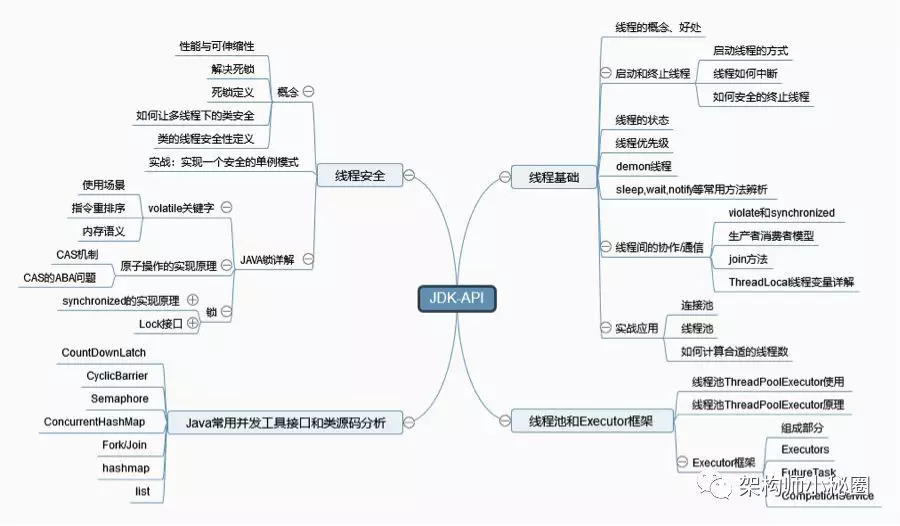 JDK-API
线程基础
线程的概念、好处
启动和终止线程
启动线程的方式
线程如何中断
如何安全的终止线程
线程的状态
线程优先级
demon线程
sleep,wait,notify等常用方法解析
线程间的协作/通信
violate和synchronized
生产者消费者模型
join方法
ThreadLocal线程变量详解
实战应用
连接池
线程池
如何计算合适的线程数
线程池和Executor框架
线程池ThreadPoolExecutor使用
线程池ThreadPoolExecutor原理
Executor框架
组成部分
Executors
FutureTask
CompletionService
线程安全
概念
性能与可伸缩性
解决死锁
死锁定义
如何让多线程下的类安全
类的线程安全性定义
实战：实现一个安全的单例模式
JAVA锁详解
volatile关键字
使用场景
指令重排序
内存语义
原子操作的实现原理
CAS机制
CAS的ABA问题
锁
synchronized的实现原理
Lock接口
Java常用并发工具接口和类源码分析
CountDownLatch
CyclicBarrier
Semaphore
ConcurrentHashMap
Fork/Join
hashmap
list
架构师小秘圈